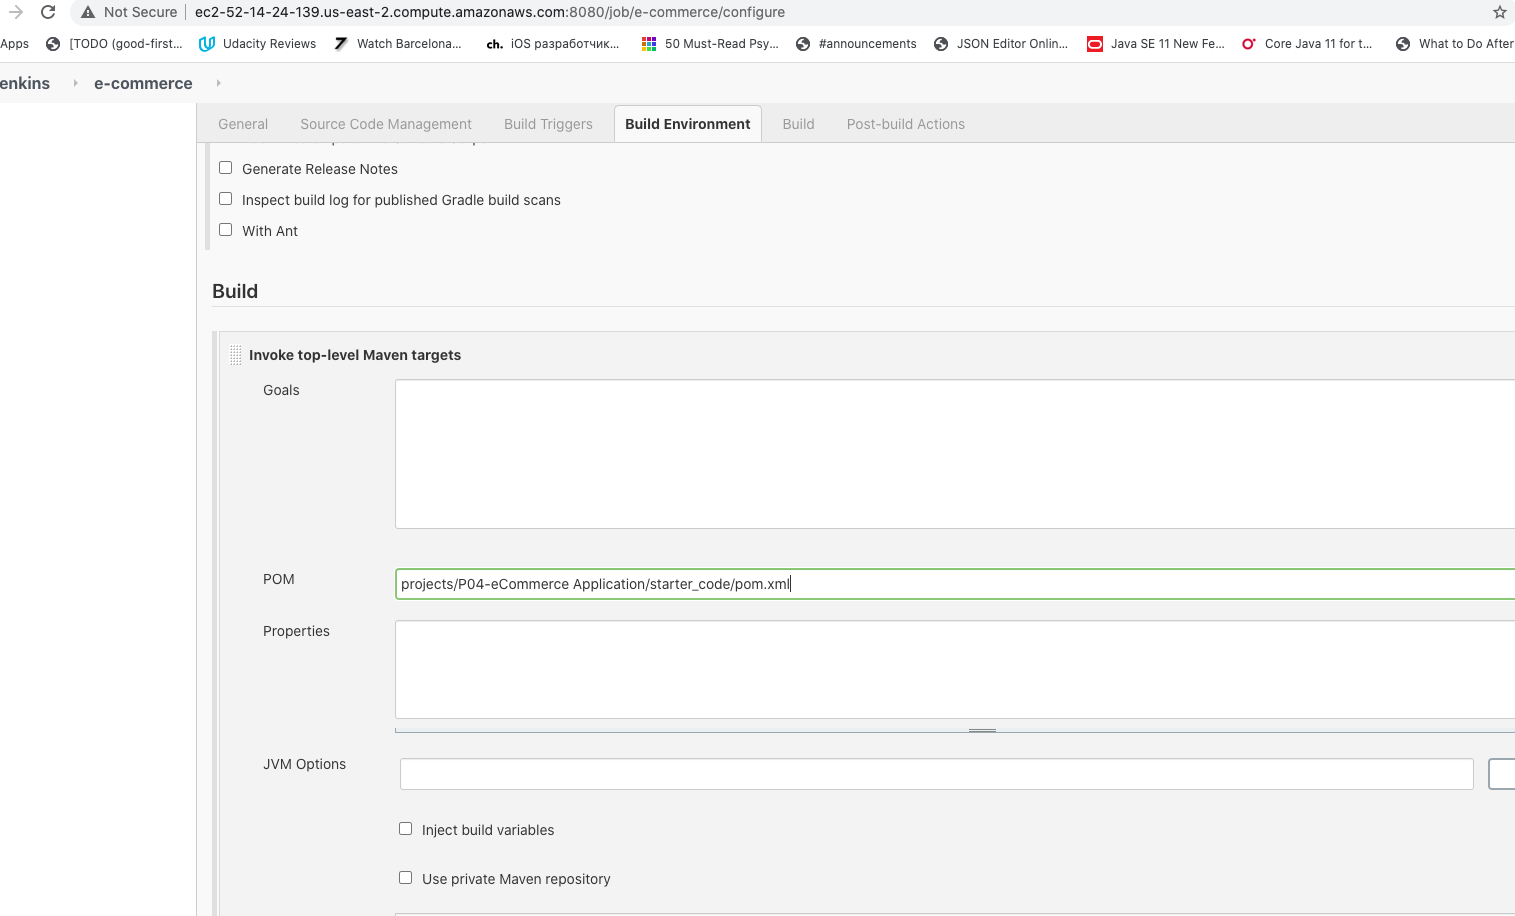 Not Secure ec2-52-14-24-139.us-east-2.compute.amazonaws.com:8080/job/e-commerce/configure
Apps [TODO (good-first... Udacity Reviews Watch Barcelona... ch. iOS разработчик... 50 Must-Read Psy... #announcements JSON Editor Onlin... Java SE 11 New Fe... Core Java 11 for t... What to Do After
enkins e-commerce
General Source Code Management Build Triggers Build Environment Build Post-build Actions
Generate Release Notes
Inspect build log for published Gradle build scans
With Ant
Build
Invoke top-level Maven targets
Goals
POM projects/P04-eCommerce Application/starter_code/pom.xml
Properties
JVM Options
Inject build variables
Use private Maven repository